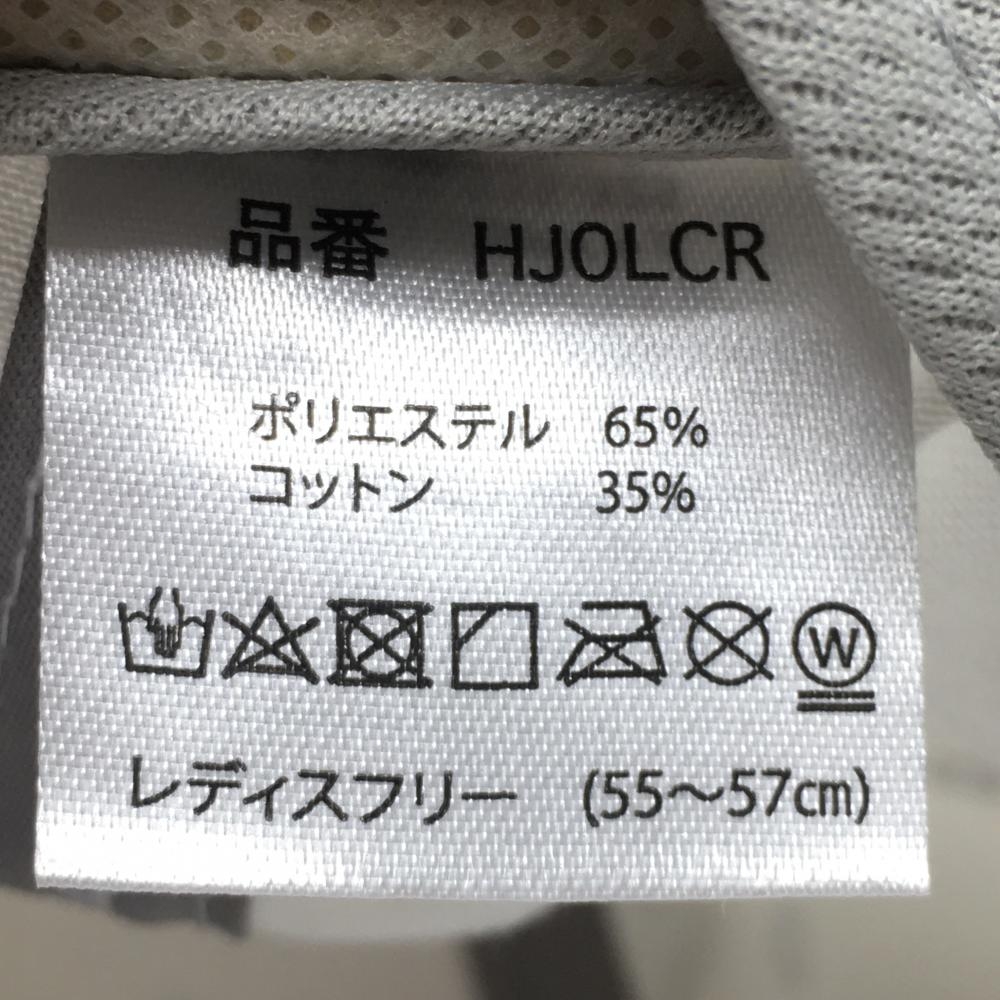 品番　HJ0LCR
ポリエステル　65%
コットン　35%
W
レディスフリー　(55～57cm)